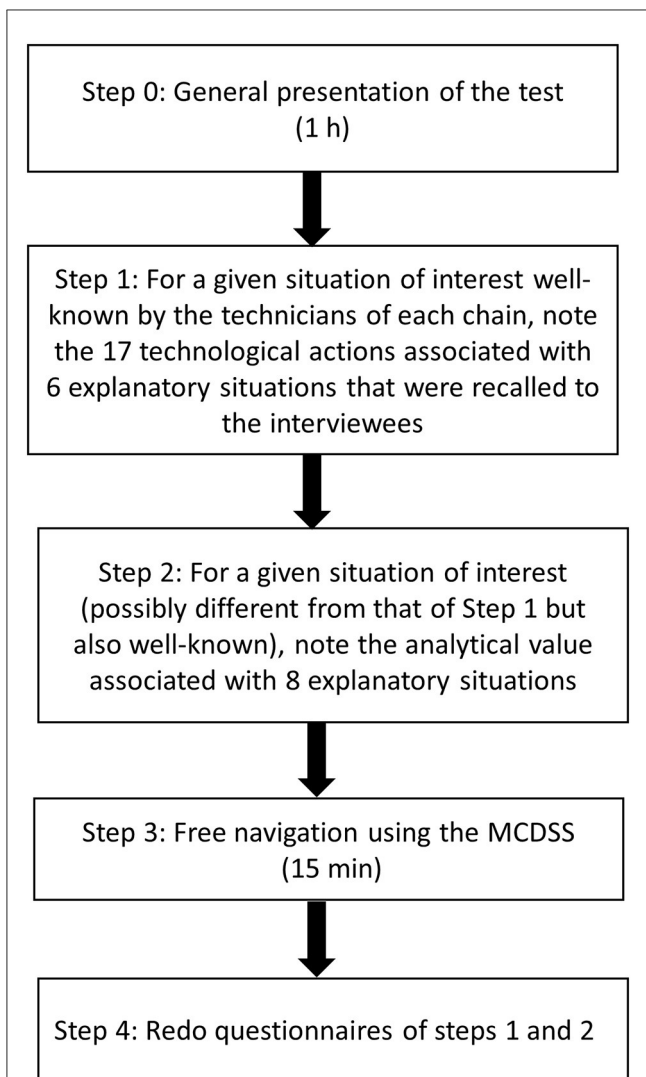 Step 0: General presentation of the test
(1 h)
Step 1: For a given situation of interest well-
known by the technicians of each chain, note
the 17 technological actions associated with
6 explanatory situations that were recalled to
the interviewees
Step 2: For a given situation of interest
(possibly different from that of Step 1 but
also well-known), note the analytical value
associated with 8 explanatory situations
Step 3: Free navigation using the MCDSS
(15 min)
Step 4: Redo questionnaires of steps 1 and 2